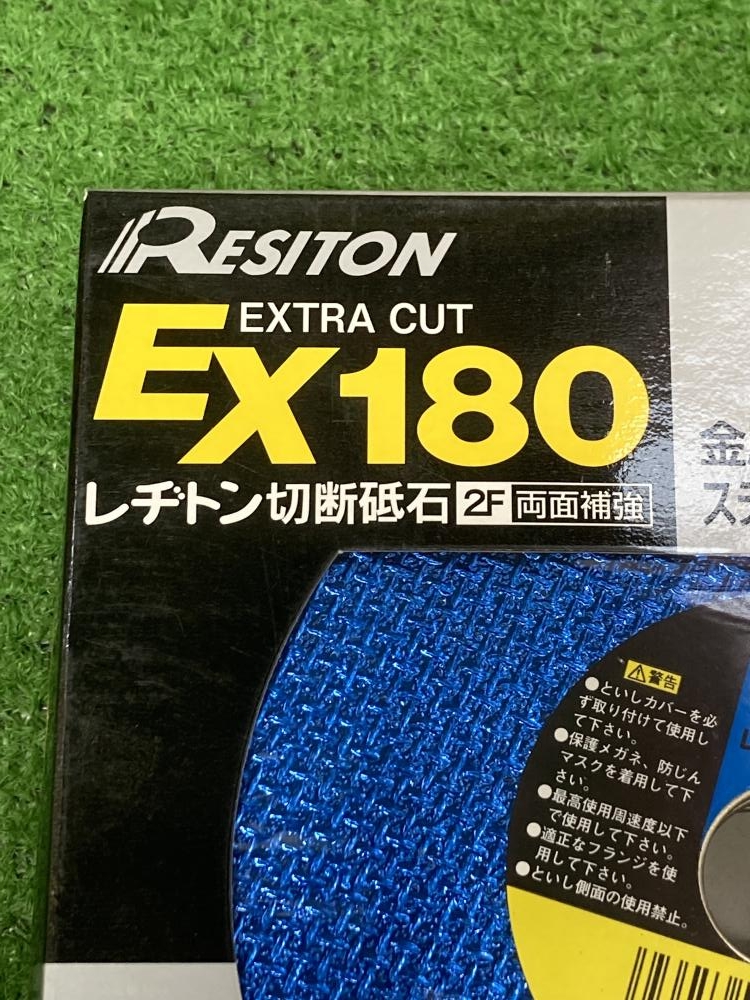 RESITON
EXTRA CUT
EX180
レヂトン切断砥石 2F 両面補強
金
ス
⚠警告
●といしカバーを必
ず取り付けて使用し
て下さい。
●保護メガネ、防じん
マスクを着用して下
さい。
●最高使用周速度以下
で使用して下さい。
●適正なフランジを使
用して下さい。
●といし側面の使用禁止。